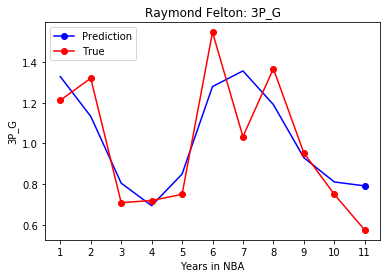 Raymond Felton: 3P_G
Prediction
True
3P_G
1.4
1.2
1.0
0.8
0.6
1 2 3 4 5 6 7 8 9 10 11
Years in NBA